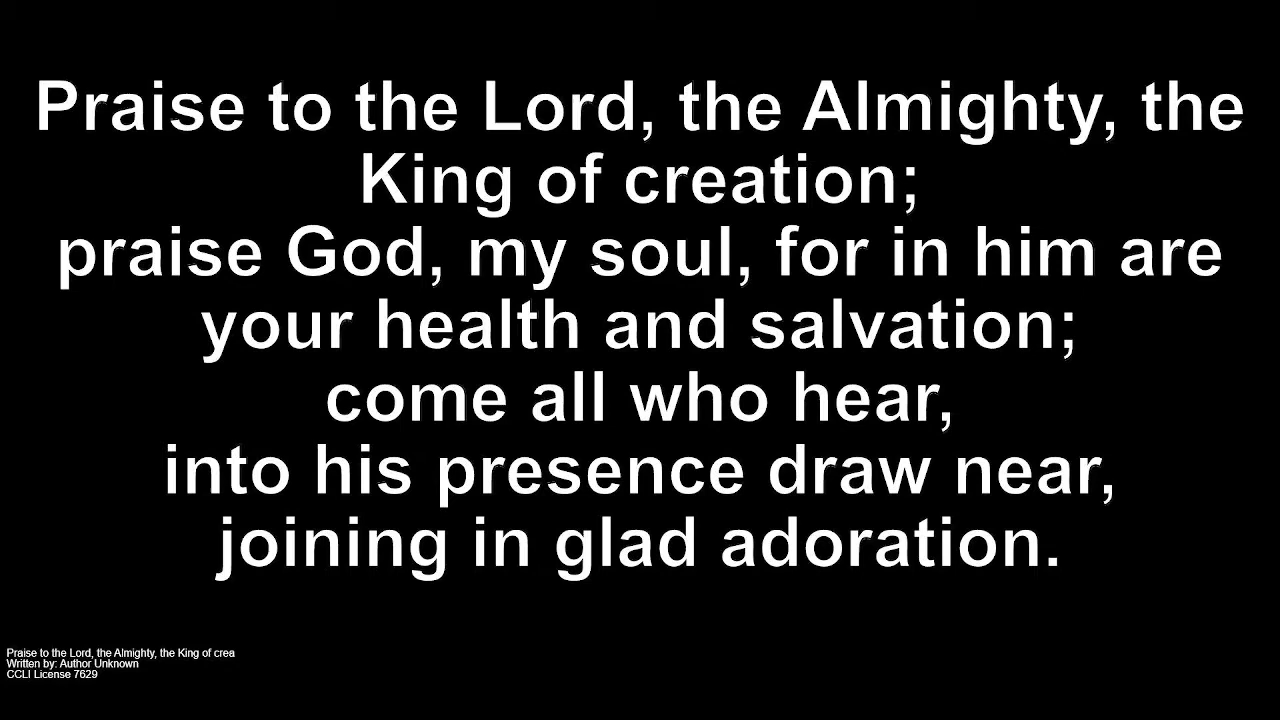 Praise to the Lord, the Almighty, the
King of creation;
praise God, my soul, for in him are
your health and salvation;
come all who hear,
into his presence draw near,
joining in glad adoration.
Praise to the Lord, the Almighty, the King of crea
Written by: Author Unknown
CCLI License 7629